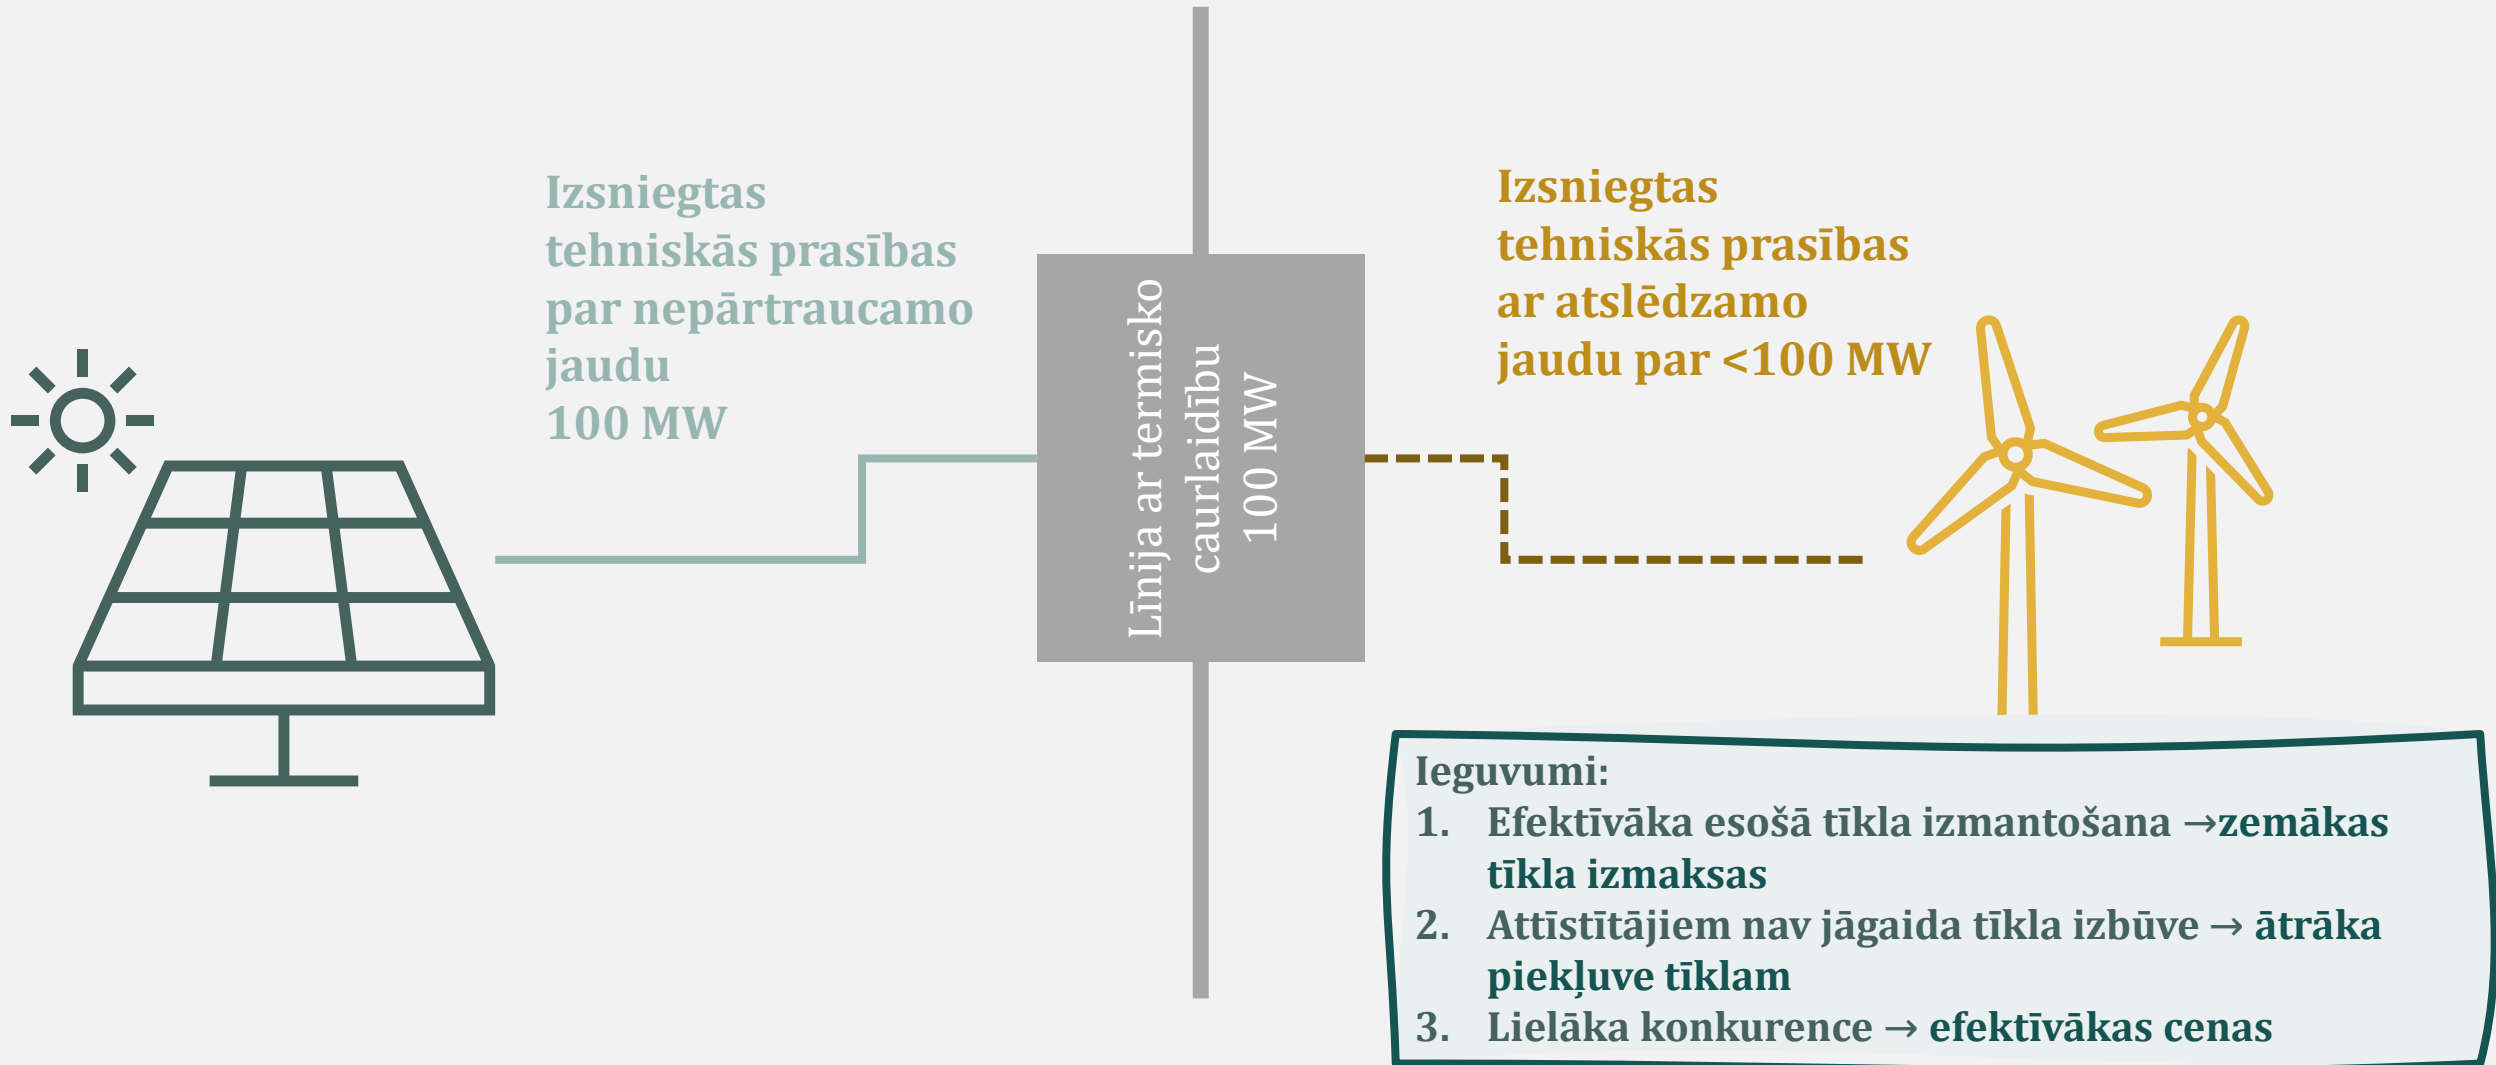 Izsniegtas
tehniskās prasības
par nepārtraucamo
jaudu
100 MW
Līnija ar termisko
caurlaidību
100 MW
Izsniegtas
tehniskās prasības
ar atslēdzamo
jaudu par <100 MW
Ieguvumi:
1. Efektīvāka esošā tīkla izmantošana →zemākas
tīkla izmaksas
2. Attīstītājiem nav jāgaida tīkla izbūve → ātrāka
piekļuve tīklam
3. Lielāka konkurence → efektīvākas cenas